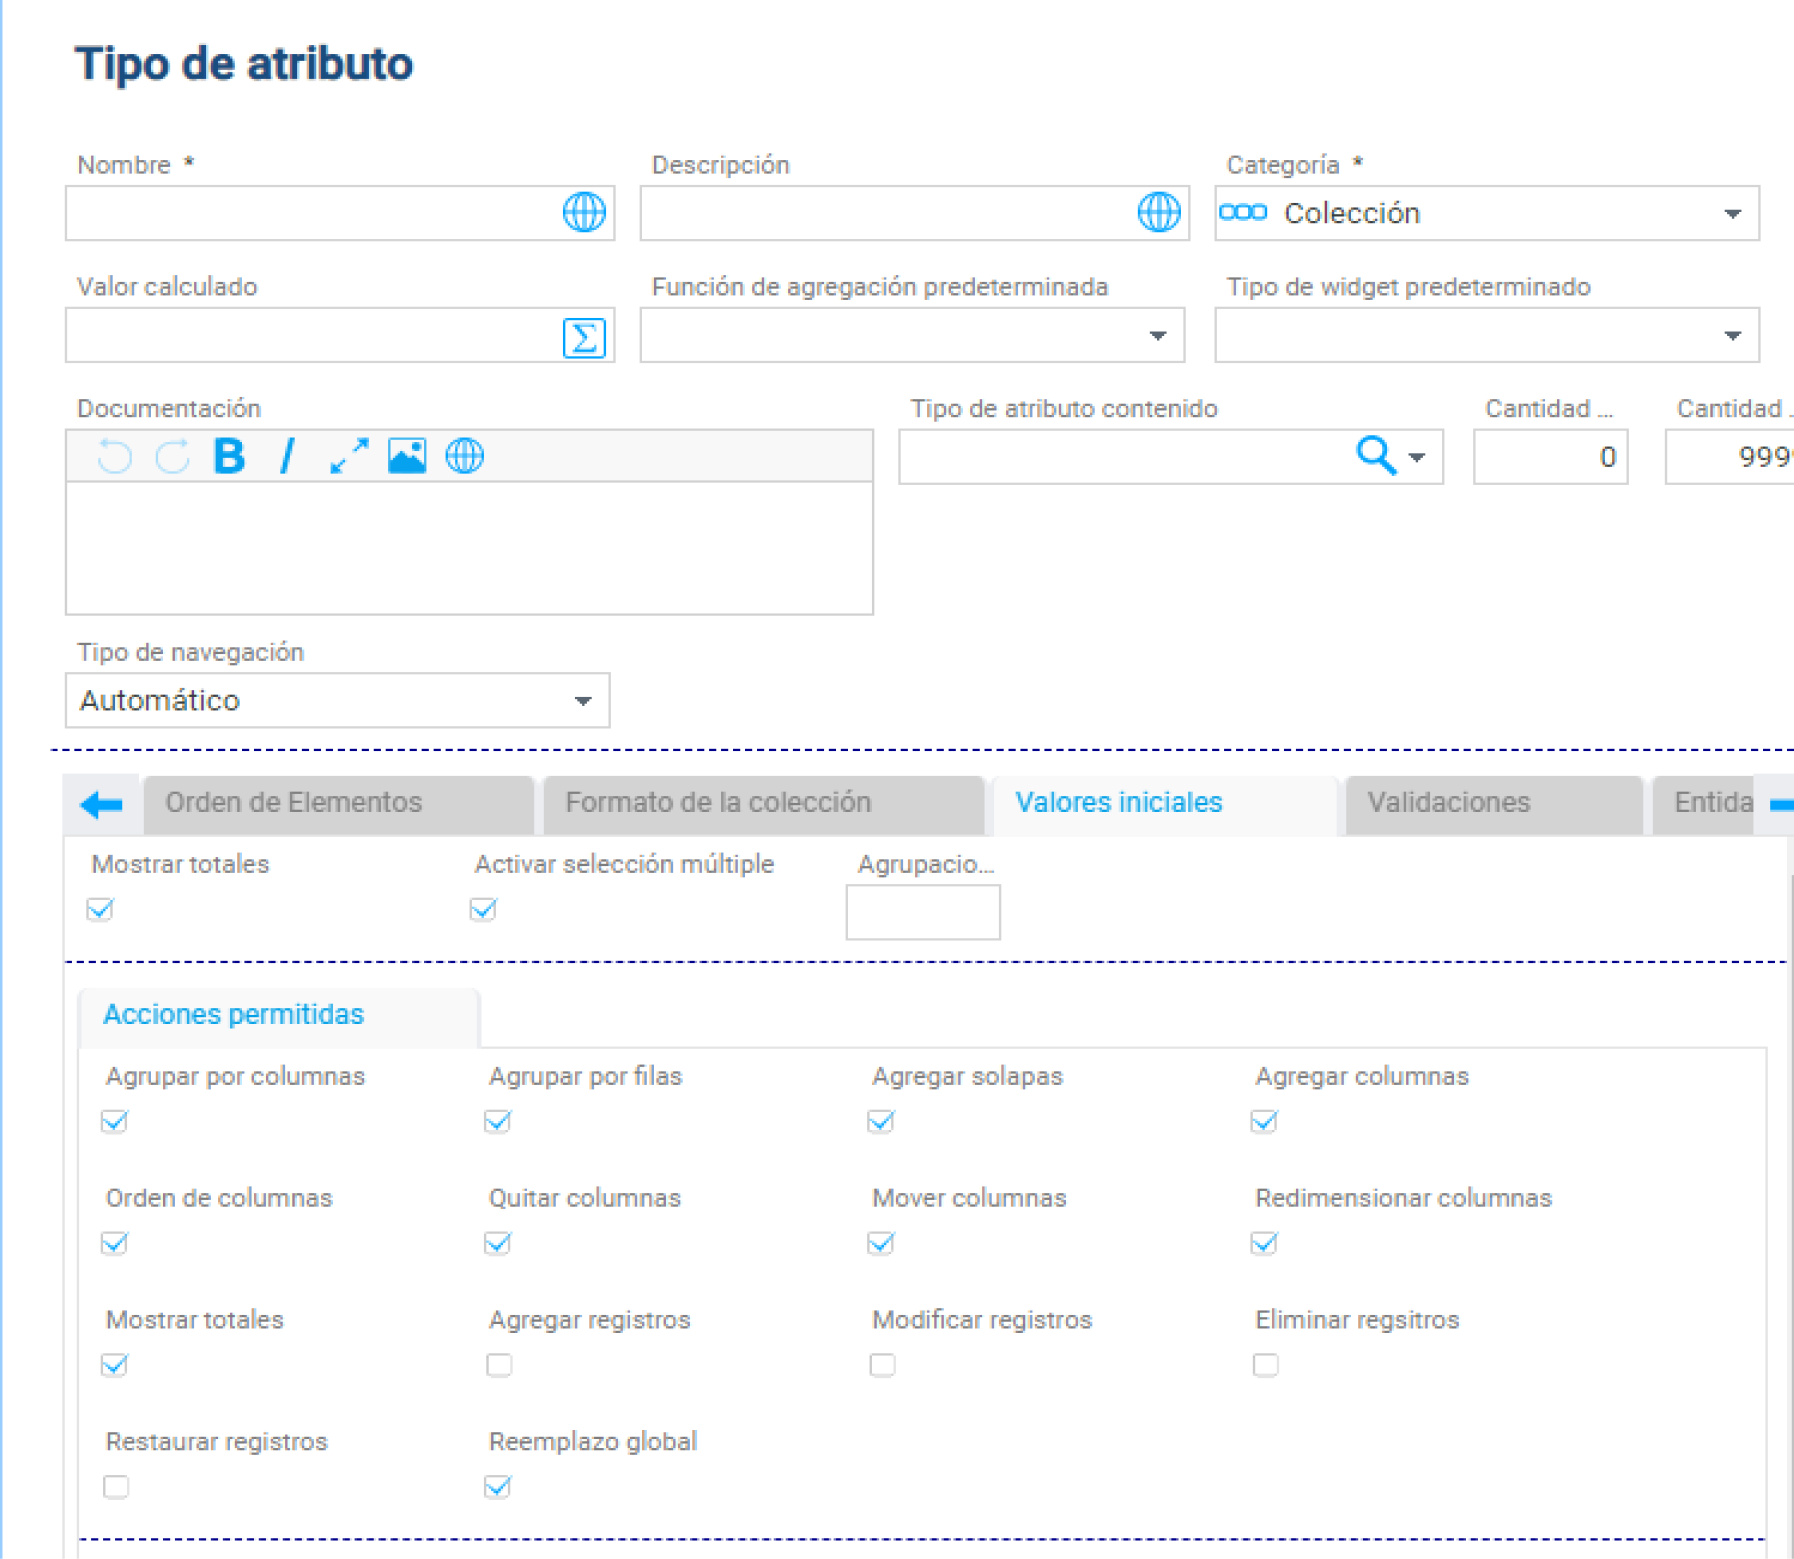 Tipo de atributo
Nombre * Descripción Categoría *
Colección
Valor calculado Función de agregación predeterminada Tipo de widget predeterminado
Σ
Documentación Tipo de atributo contenido Cantidad ... Cantidad
B I 0 999
Tipo de navegación
Automático
Orden de Elementos Formato de la colección Valores iniciales Validaciones Entida
Mostrar totales Activar selección múltiple Agrupacio...
Acciones permitidas
Agrupar por columnas Agrupar por filas Agregar solapas Agregar columnas
Orden de columnas Quitar columnas Mover columnas Redimensionar columnas
Mostrar totales Agregar registros Modificar registros Eliminar regsitros
Restaurar registros Reemplazo global